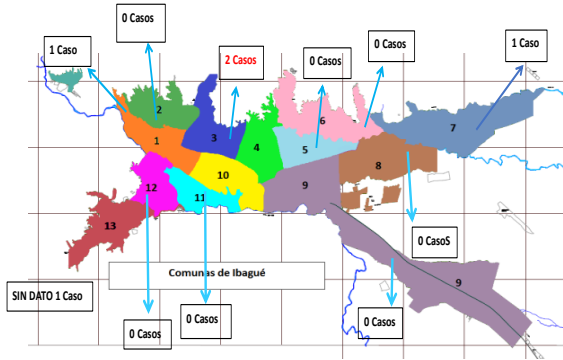 0 Casos
1 Caso
2 Casos
0 Casos
0 Casos
1 Caso
2
6
7
1
3
4
5
8
10
9
12
11
13
0 CasoS
Comunas de Ibagué
9
SIN DATO 1 Caso
0 Casos
0 Casos
0 Casos